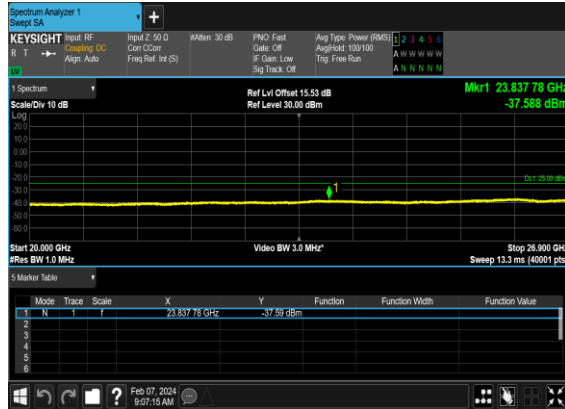 Spectrum Analyzer 1
Swept SA
+
KEYSIGHT Input: RF Input Z: 50 Ω #Atten: 30 dB PNO: Fast Avg Type: Power (RMS) 1 2 3 4 5 6
R T Coupling: DC Corr CCorr Gate: Off Avg|Hold: 100/100 A W W W W W
Align: Auto Freq Ref: Int (S) IF Gain: Low Trig: Free Run
Sig Track: Off A N N N N N
1 Spectrum Ref Lvl Offset 15.53 dB Mkr1 23.837 78 GHz
Scale/Div 10 dB Ref Level 30.00 dBm -37.588 dBm
Log
20.0
10.0
0.00
-10.0
-20.0
DL1 -25.00 dBm
-30.0
1
-40.0
-50.0
-60.0
Start 20.000 GHz Video BW 3.0 MHz* Stop 26.900 GHz
#Res BW 1.0 MHz Sweep 13.3 ms (40001 pts)
5 Marker Table
Mode Trace Scale X Y Function Function Width Function Value
1 N 1 f 23.837 78 GHz -37.59 dBm
2
3
4
5
6
?
Feb 07, 2024
9:07:15 AM